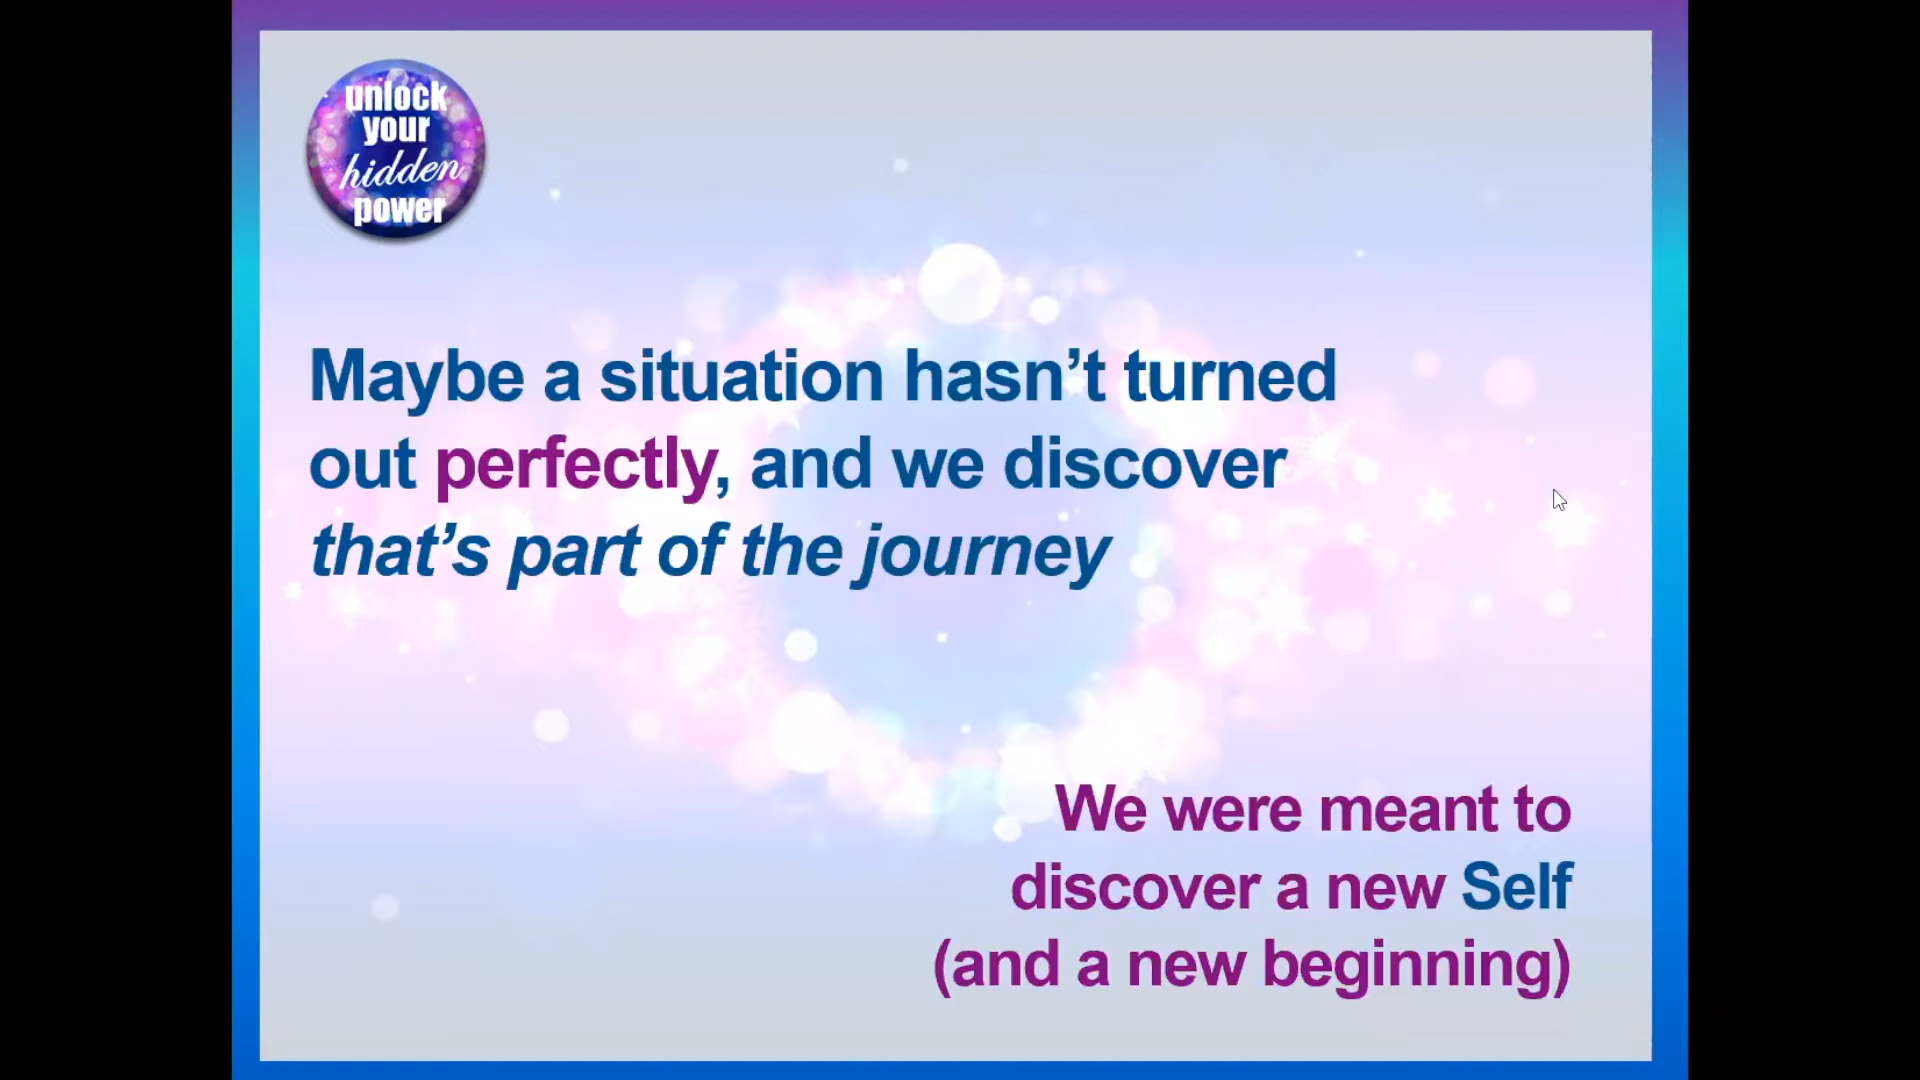 unlock
your
hidden
power
Maybe a situation hasn’t turned
out perfectly, and we discover
that’s part of the journey
We were meant to
discover a new Self
(and a new beginning)